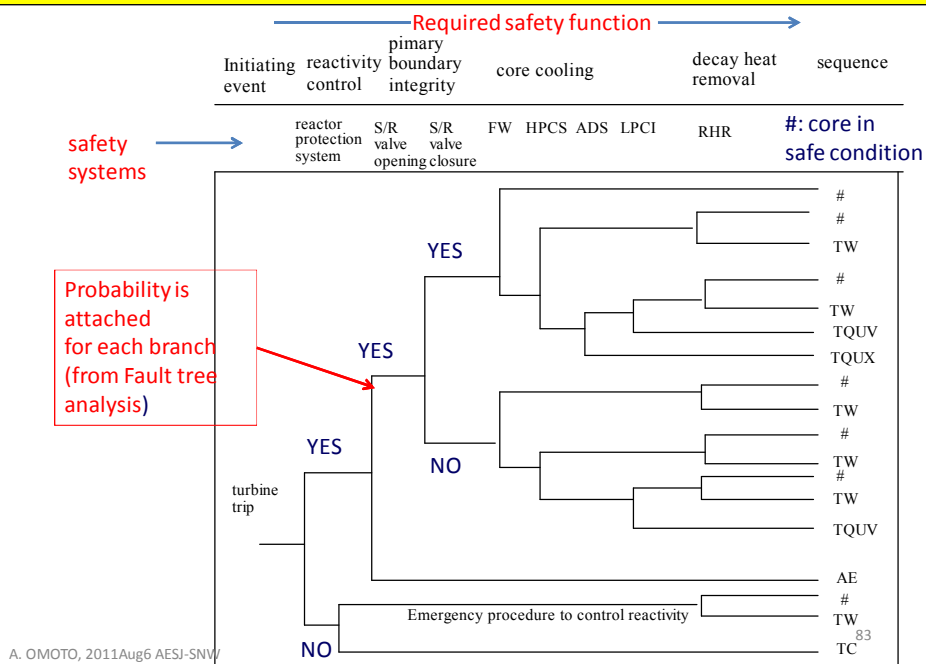 Required safety function
Initiating
event
reactivity
control
pimary
boundary
integrity
core cooling
decay heat
removal
sequence
safety
systems
reactor
protection
system
S/R
valve
opening
S/R
valve
closure
FW HPCS ADS LPCI
RHR
#: core in
safe condition
#
#
TW
YES
#
Probability is
attached
for each branch
(from Fault tree
analysis)
TW
TQUV
YES
TQUX
#
TW
#
YES
NO
TW
#
turbine
trip
TW
TQUV
AE
#
Emergency procedure to control reactivity
TW
83
NO
TC
A. OMOTO, 2011Aug6 AESJ-SNW